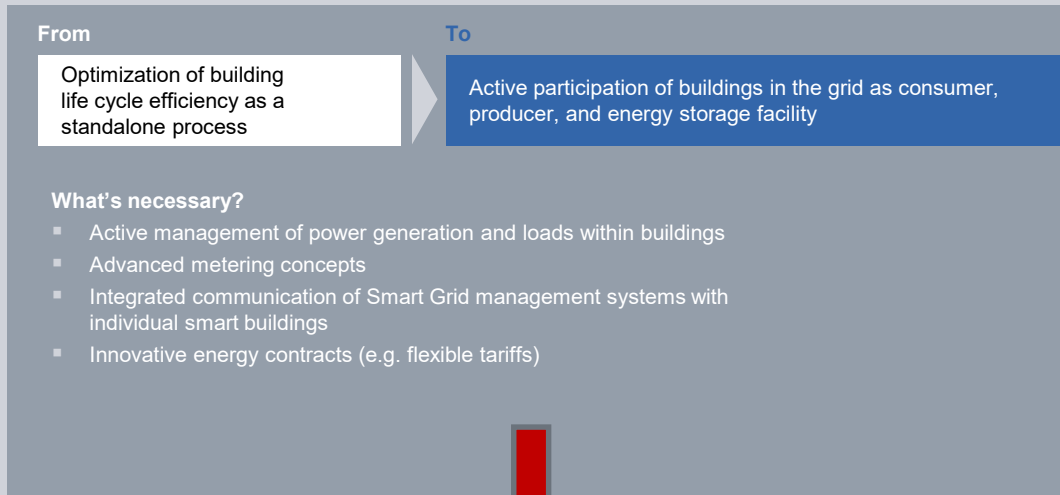 From
To
Optimization of building
life cycle efficiency as a
standalone process
Active participation of buildings in the grid as consumer,
producer, and energy storage facility
What's necessary?
Active management of power generation and loads within buildings
Advanced metering concepts
Integrated communication of Smart Grid management systems with
individual smart buildings
Innovative energy contracts (e.g. flexible tariffs)